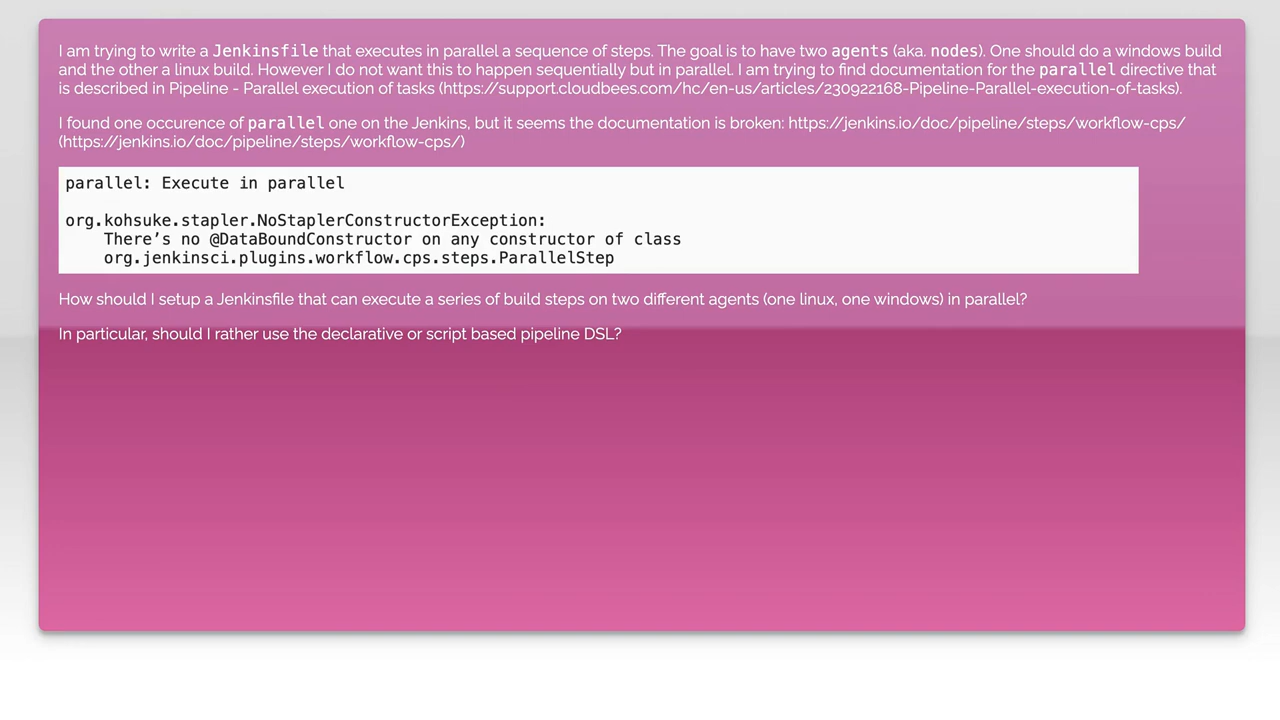 I am trying to write a Jenkinsfile that executes in parallel a sequence of steps. The goal is to have two agents (aka. nodes). One should do a windows build
and the other a linux build. However I do not want this to happen sequentially but in parallel. I am trying to find documentation for the parallel directive that
is described in Pipeline - Parallel execution of tasks (https://support.cloudbees.com/hc/en-us/articles/230922168-Pipeline-Parallel-execution-of-tasks).
I found one occurence of parallel one on the Jenkins, but it seems the documentation is broken: https://jenkins.io/doc/pipeline/steps/workflow-cps/
(https://jenkins.io/doc/pipeline/steps/workflow-cps/)
parallel: Execute in parallel
org.kohsuke.stapler.NoStaplerConstructorException:
There’s no @DataBoundConstructor on any constructor of class
org.jenkinsci.plugins.workflow.cps.steps.ParallelStep
How should I setup a Jenkinsfile that can execute a series of build steps on two different agents (one linux, one windows) in parallel?
In particular, should I rather use the declarative or script based pipeline DSL?